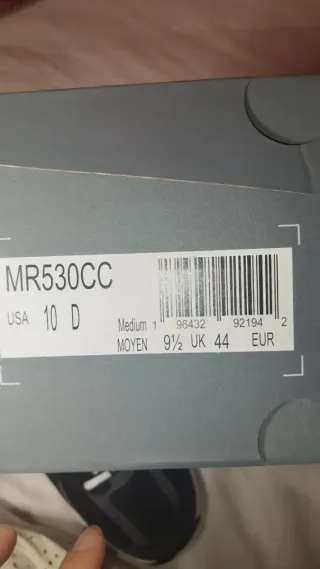 MR530CC
USA 10 D
Medium 1 96432 92194 2
MOYEN 9½ UK 44 EUR